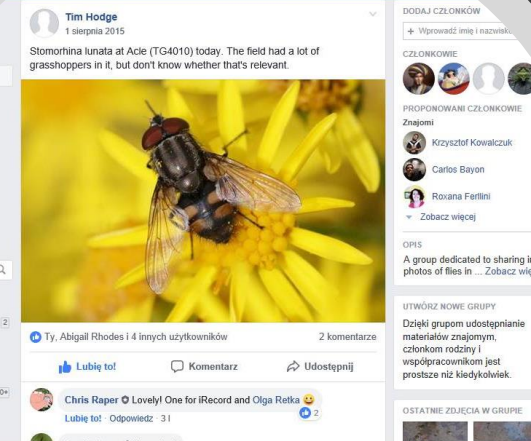 Tim Hodge
1 sierpnia 2015
Stomorhina lunata at Acle (TG4010) today. The field had a lot of
grasshoppers in it, but don't know whether that's relevant.
Ty, Abigail Rhodes i 4 innych użytkowników
2 komentarze
Lubię to!
Komentarz
Udostępnij
Chris Raper Lovely! One for iRecord and Olga Retka
2
Lubię to! · Odpowiedz · 3 l
DODAJ CZŁONKÓW
+ Wprowadź imię i
CZŁONKOWIE
PROPONOWANI CZŁONKOWIE
Znajomi
Krzysztof Kowalczuk
Carlos Bayon
Roxana Ferllini
Zobacz więcej
OPIS
A group dedicated to sharing
photos of flies in ... Zobacz
UTWÓRZ NOWE GRUPY
Dzięki grupom udostępnianie
materiałów znajomym,
członkom rodziny i
współpracownikom jest
prostsze niż kiedykolwiek.
OSTATNIE ZDJĘCIA W GRUPIE
2